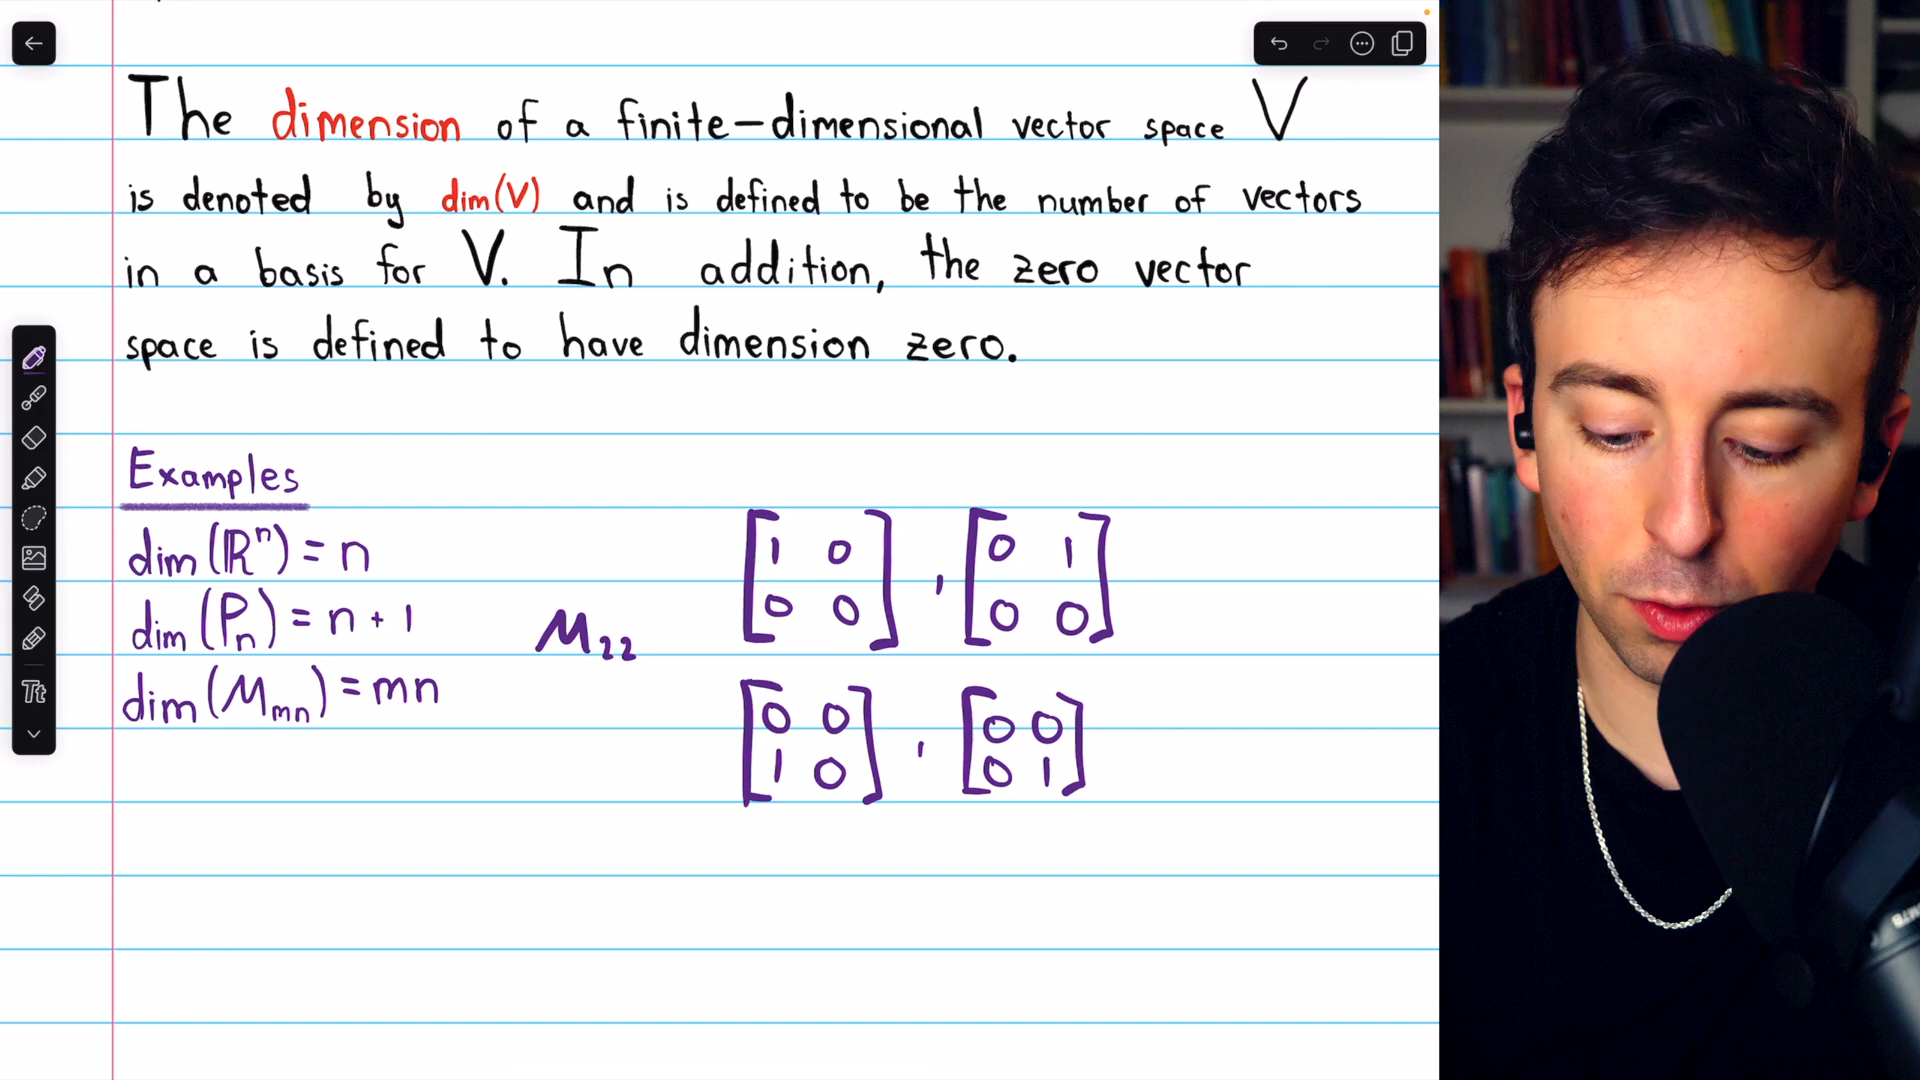 The dimension of a finite-dimensional vector space V
is denoted by dim(V) and is defined to be the number of vectors
in a basis for V. In addition, the zero vector
space is defined to have dimension zero.
Examples
dim(ℝⁿ) = n
dim(Pₙ) = n + 1
dim(Mₘₙ) = mn
M₂₂
[1 0
0 0] , [0 1
0 0]
[0 0
1 0] , [0 0
0 1]
Tt